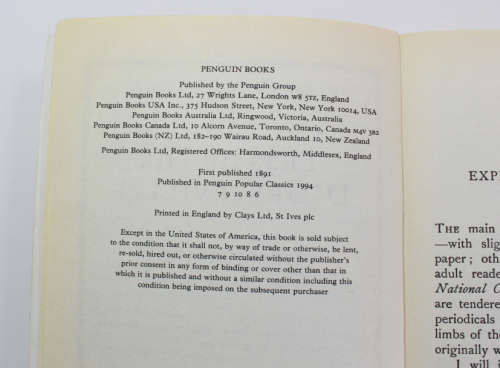 PENGUIN BOOKS
Published by the Penguin Group
Penguin Books Ltd, 27 Wrights Lane, London W8 5TZ, England
Penguin Books USA Inc., 375 Hudson Street, New York, New York 10014, USA
Penguin Books Australia Ltd, Ringwood, Victoria, Australia
Penguin Books Canada Ltd, 10 Alcorn Avenue, Toronto, Ontario, Canada M4V 3B2
Penguin Books (NZ) Ltd, 182–190 Wairau Road, Auckland 10, New Zealand
Penguin Books Ltd, Registered Offices: Harmondsworth, Middlesex, England
First published 1891
Published in Penguin Popular Classics 1994
7 9 10 8 6
Printed in England by Clays Ltd, St Ives plc
Except in the United States of America, this book is sold subject
to the condition that it shall not, by way of trade or otherwise, be lent,
re-sold, hired out, or otherwise circulated without the publisher's
prior consent in any form of binding or cover other than that in
which it is published and without a similar condition including this
condition being imposed on the subsequent purchaser
EXP
THE main
—with slig
paper; oth
adult reade
National C
are tendere
periodicals
limbs of the
originally w
I will i